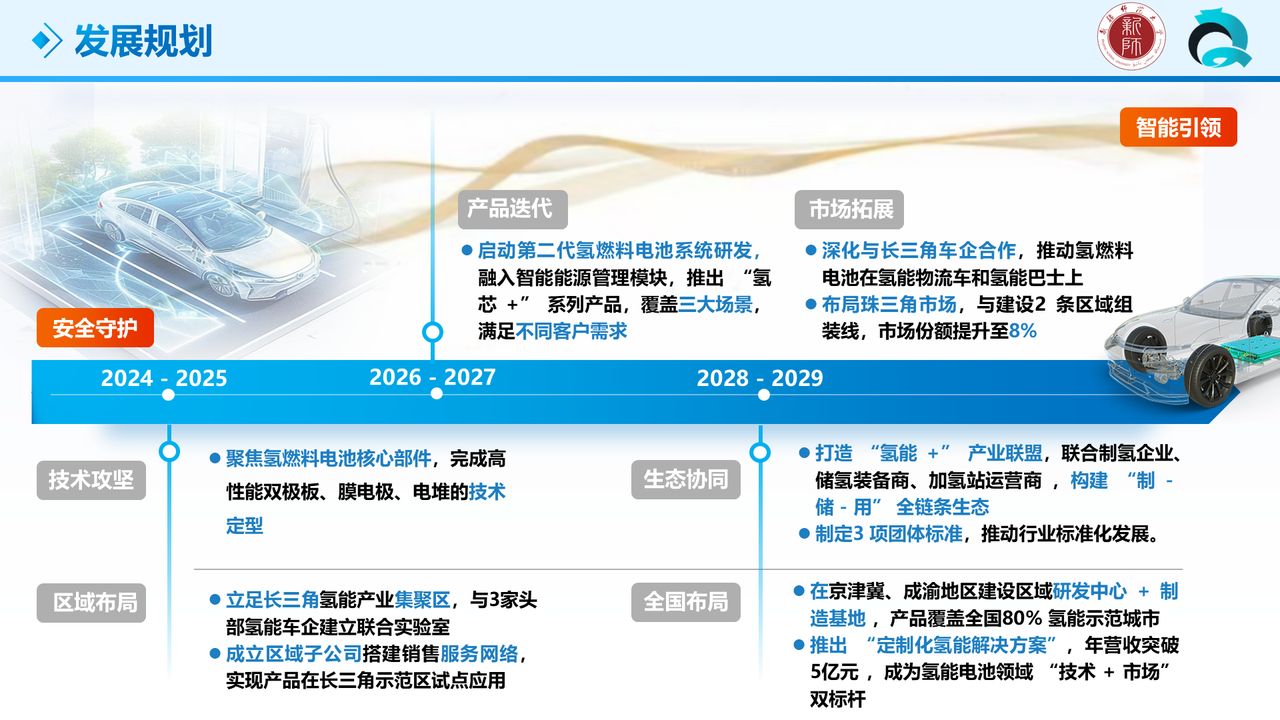 发展规划
新师
智能引领
产品迭代
● 启动第二代氢燃料电池系统研发，
融入智能能源管理模块，推出 “氢
芯 +” 系列产品，覆盖三大场景，
满足不同客户需求
市场拓展
● 深化与长三角车企合作，推动氢燃料
电池在氢能物流车和氢能巴士上
● 布局珠三角市场，与建设2 条区域组
装线，市场份额提升至8%
安全守护
2024 - 2025
2026 - 2027
2028 - 2029
技术攻坚
● 聚焦氢燃料电池核心部件，完成高
性能双极板、膜电极、电堆的技术
定型
生态协同
● 打造 “氢能 +” 产业联盟，联合制氢企业、
储氢装备商、加氢站运营商 ，构建 “制 -
储 - 用” 全链条生态
● 制定3 项团体标准，推动行业标准化发展。
区域布局
● 立足长三角氢能产业集聚区，与3家头
部氢能车企建立联合实验室
● 成立区域子公司搭建销售服务网络，
实现产品在长三角示范区试点应用
全国布局
● 在京津冀、成渝地区建设区域研发中心 + 制
造基地 ，产品覆盖全国80% 氢能示范城市
● 推出 “定制化氢能解决方案” ，年营收突破
5亿元 ，成为氢能电池领域 “技术 + 市场”
双标杆